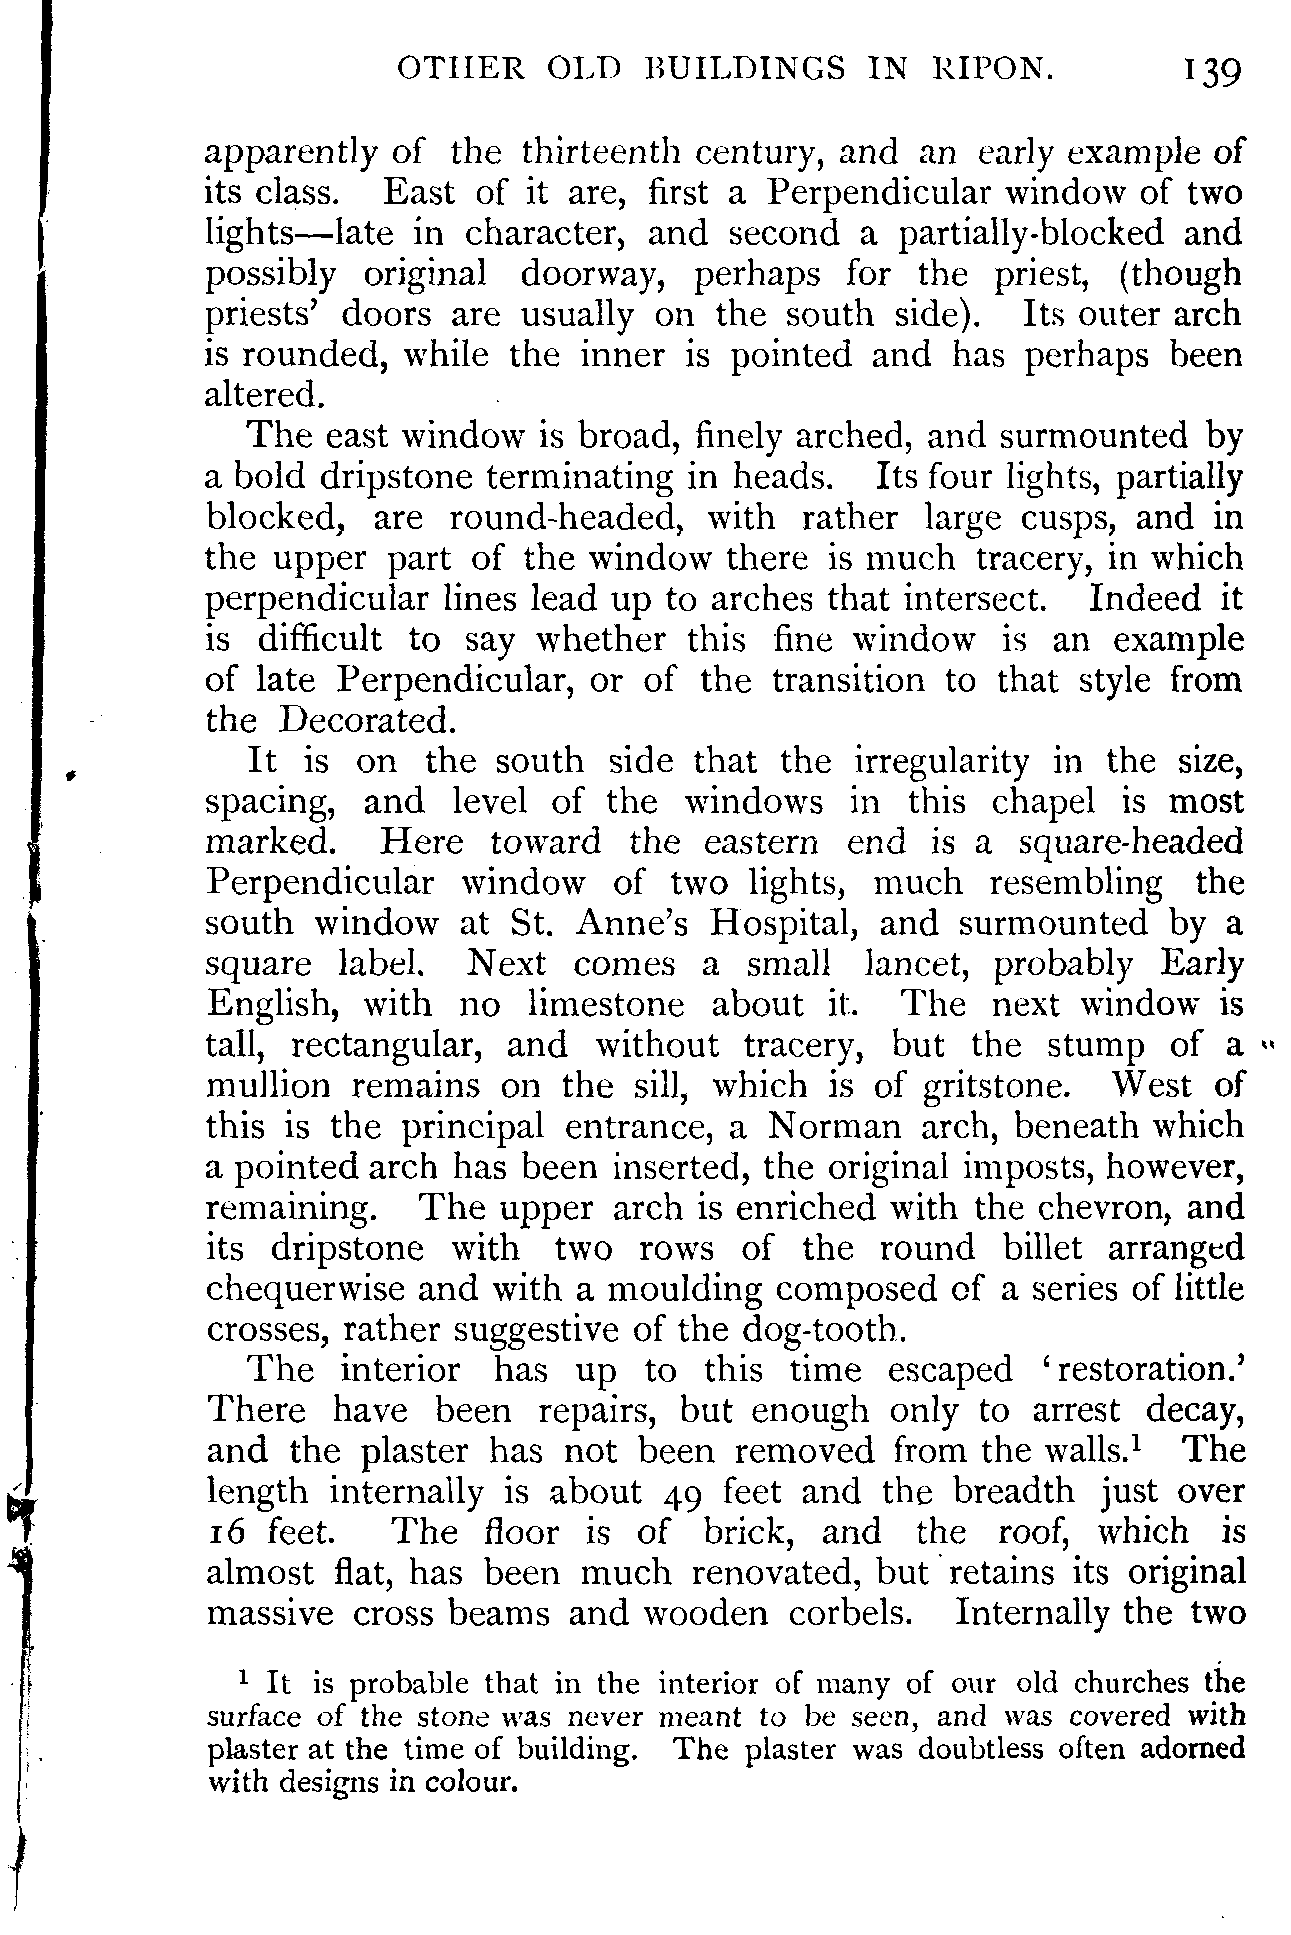 OTHER OLD BUILDINGS IN RIPON. 139
apparently of the thirteenth century, and an early example of
its class. East of it are, first a Perpendicular window of two
lights—late in character, and second a partially-blocked and
possibly original doorway, perhaps for the priest, (though
priests' doors are usually on the south side). Its outer arch
is rounded, while the inner is pointed and has perhaps been
altered.
The east window is broad, finely arched, and surmounted by
a bold dripstone terminating in heads. Its four lights, partially
blocked, are round-headed, with rather large cusps, and in
the upper part of the window there is much tracery, in which
perpendicular lines lead up to arches that intersect. Indeed it
is difficult to say whether this fine window is an example
of late Perpendicular, or of the transition to that style from
the Decorated.
It is on the south side that the irregularity in the size,
spacing, and level of the windows in this chapel is most
marked. Here toward the eastern end is a square-headed
Perpendicular window of two lights, much resembling the
south window at St. Anne's Hospital, and surmounted by a
square label. Next comes a small lancet, probably Early
English, with no limestone about it. The next window is
tall, rectangular, and without tracery, but the stump of a
mullion remains on the sill, which is of gritstone. West of
this is the principal entrance, a Norman arch, beneath which
a pointed arch has been inserted, the original imposts, however,
remaining. The upper arch is enriched with the chevron, and
its dripstone with two rows of the round billet arranged
chequerwise and with a moulding composed of a series of little
crosses, rather suggestive of the dog-tooth.
The interior has up to this time escaped 'restoration.'
There have been repairs, but enough only to arrest decay,
and the plaster has not been removed from the walls.¹ The
length internally is about 49 feet and the breadth just over
16 feet. The floor is of brick, and the roof, which is
almost flat, has been much renovated, but retains its original
massive cross beams and wooden corbels. Internally the two
¹ It is probable that in the interior of many of our old churches the
surface of the stone was never meant to be seen, and was covered with
plaster at the time of building. The plaster was doubtless often adorned
with designs in colour.